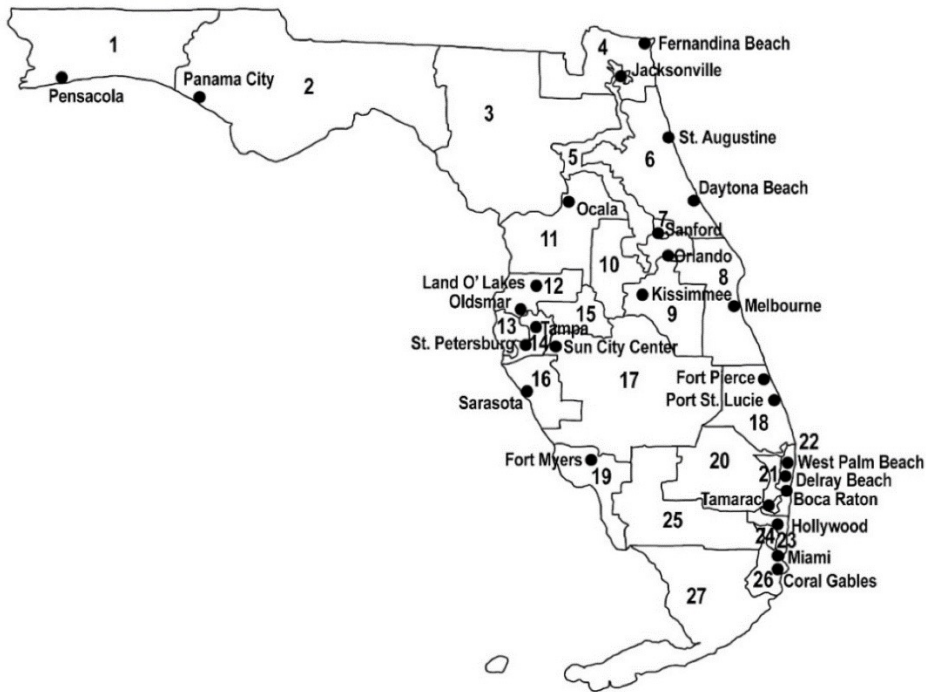 1
4
Fernandina Beach
Jacksonville
Panama City
2
Pensacola
3
St. Augustine
5
6
Daytona Beach
Ocala
7
Sanford
11
Orlando
10
8
Land O' Lakes
12
Kissimmee
Oldsmar
15
9
Melbourne
13
Tampa
St. Petersburg
14
Sun City Center
16
17
Fort Pierce
Sarasota
Port St. Lucie
18
22
Fort Myers
20
West Palm Beach
19
21
Delray Beach
Tamarac
Boca Raton
25
Hollywood
24
23
Miami
26
Coral Gables
27